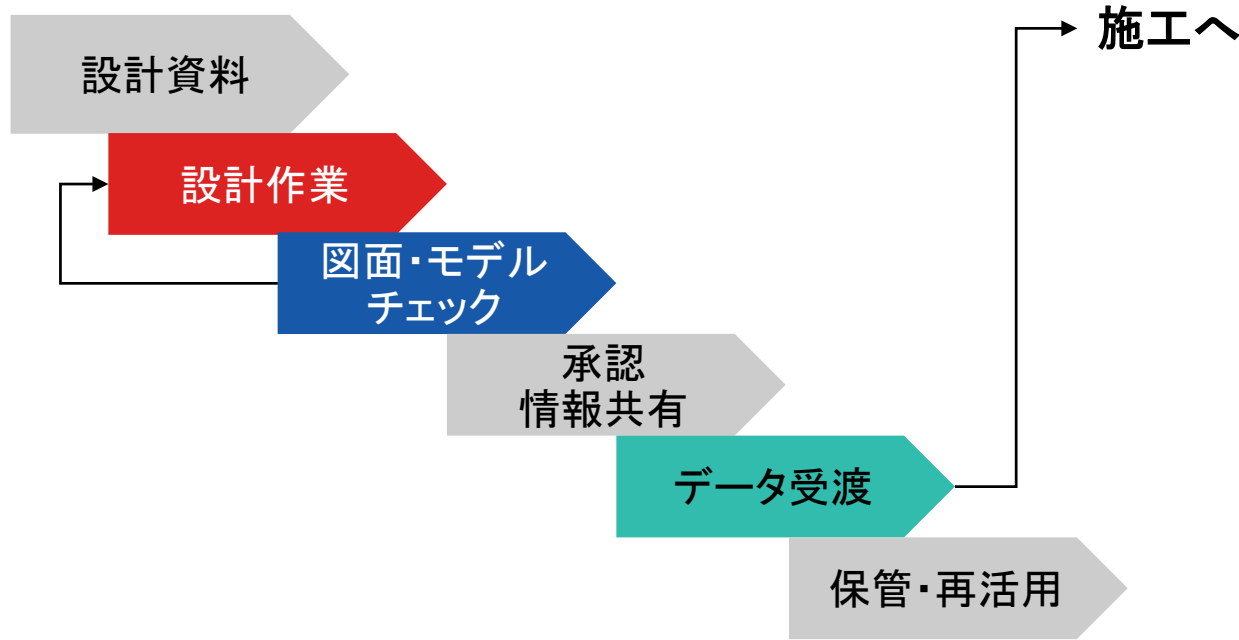 施工へ
設計資料
設計作業
図面・モデル
チェック
承認
情報共有
データ受渡
保管・再活用